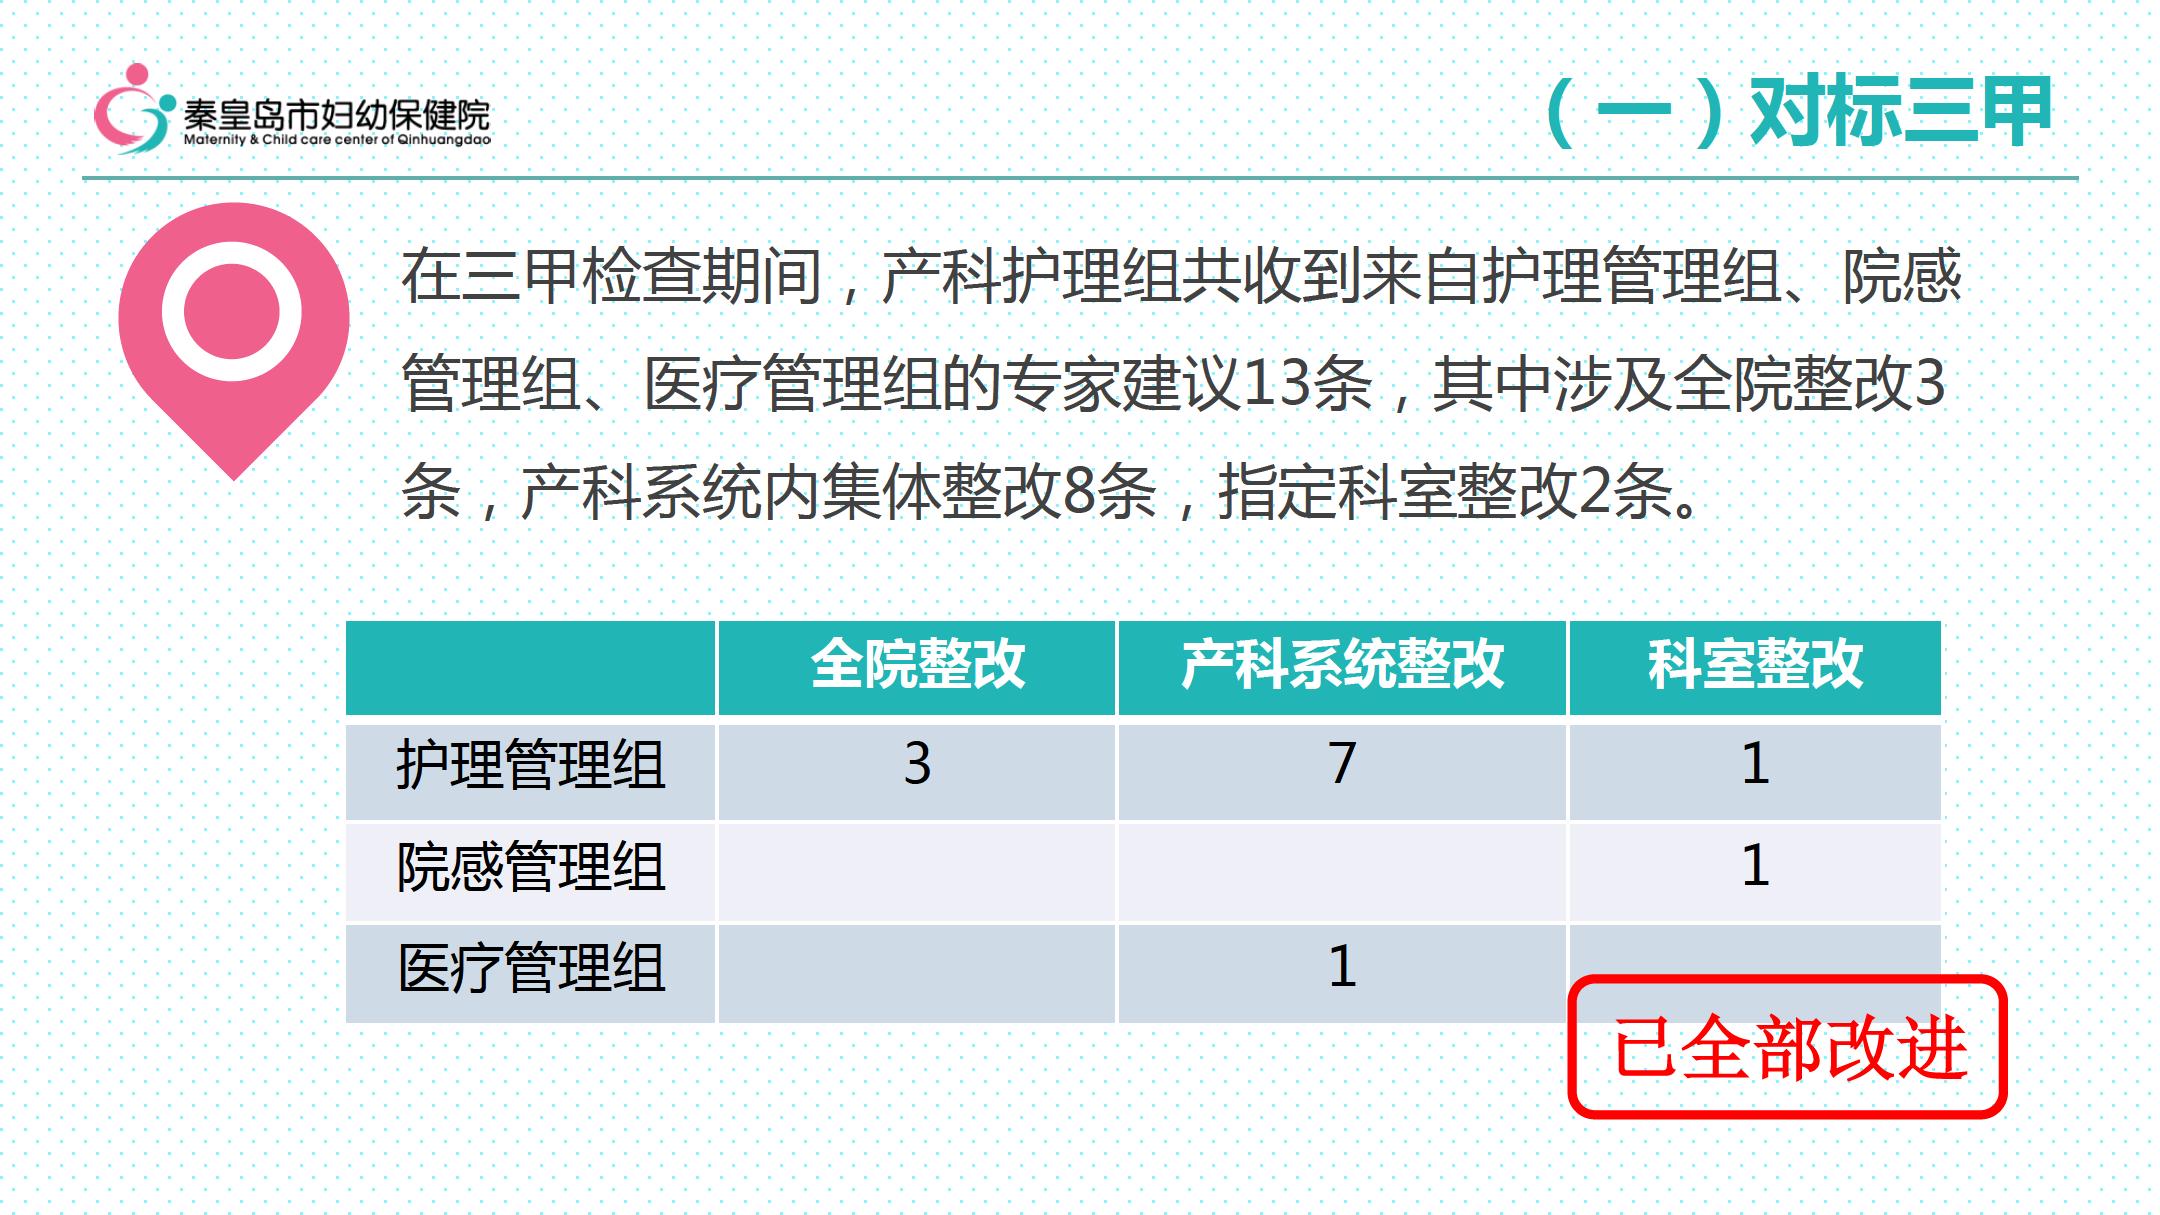 秦皇岛市妇幼保健院
Maternity & Child care center of Qinhuangdao
（一）对标三甲
在三甲检查期间，产科护理组共收到来自护理管理组、院感
管理组、医疗管理组的专家建议13条，其中涉及全院整改3
条，产科系统内集体整改8条，指定科室整改2条。
全院整改 产科系统整改 科室整改
护理管理组 3 7 1
院感管理组 1
医疗管理组 1
已全部改进